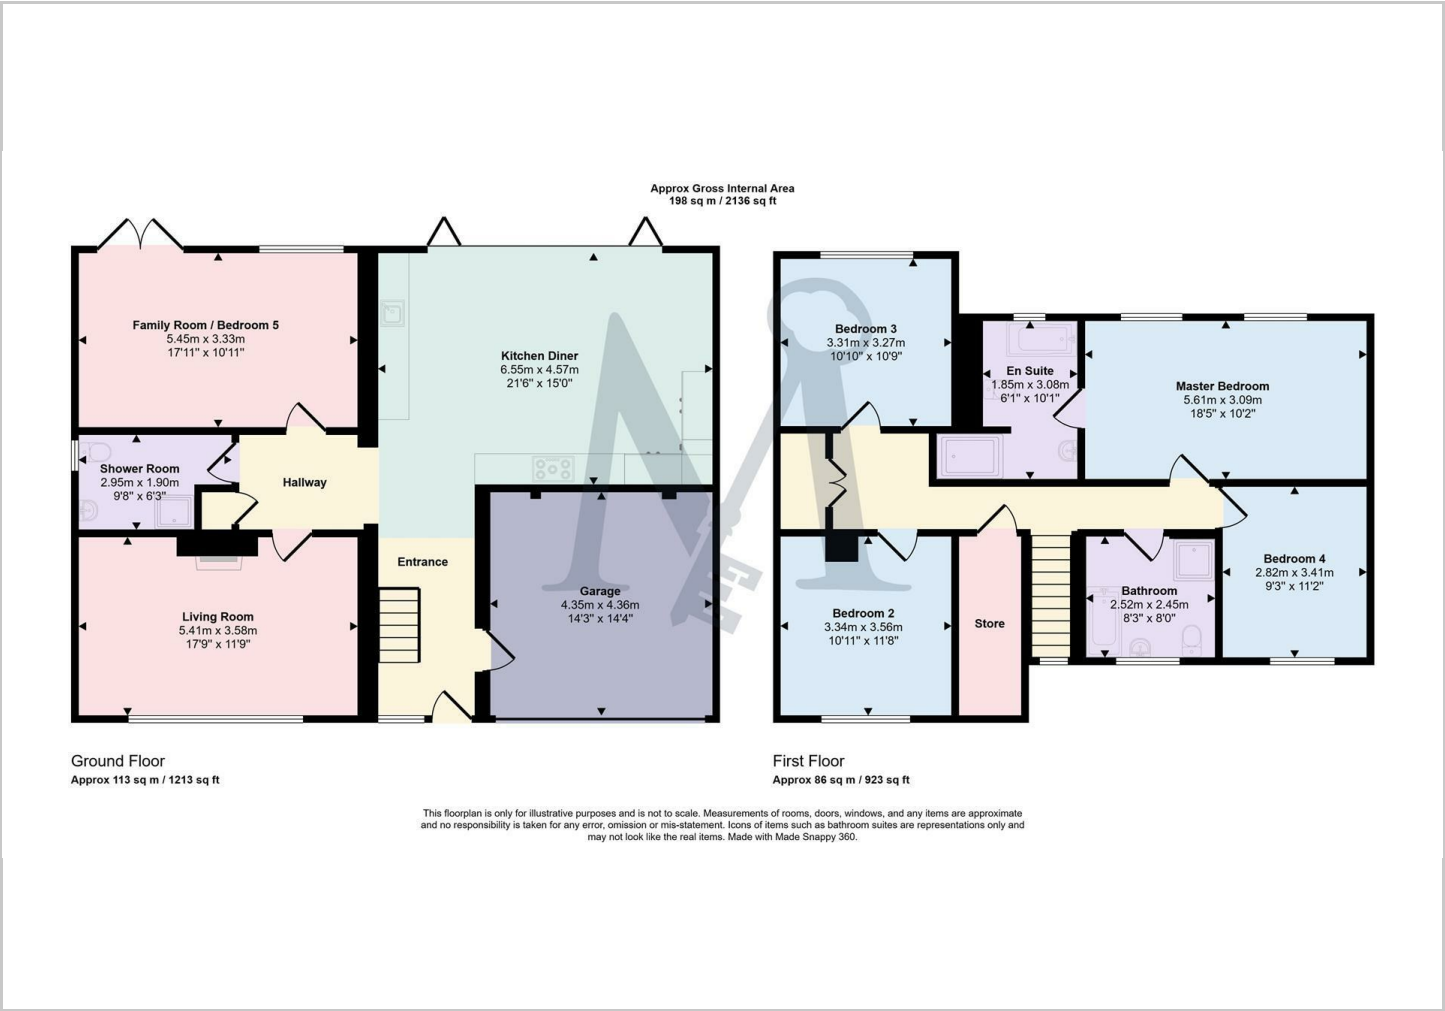 Approx Gross Internal Area
198 sq m / 2136 sq ft
Family Room / Bedroom 5
5.45m x 3.33m
17'11" x 10'11"
Kitchen Diner
6.55m x 4.57m
21'6" x 15'0"
Shower Room
2.95m x 1.90m
9'8" x 6'3"
Hallway
Entrance
Living Room
5.41m x 3.58m
17'9" x 11'9"
Garage
4.35m x 4.36m
14'3" x 14'4"
Ground Floor
Approx 113 sq m / 1213 sq ft
Bedroom 3
3.31m x 3.27m
10'10" x 10'9"
En Suite
1.85m x 3.08m
6'1" x 10'1"
Master Bedroom
5.61m x 3.09m
18'5" x 10'2"
Bedroom 2
3.34m x 3.56m
10'11" x 11'8"
Store
Bathroom
2.52m x 2.45m
8'3" x 8'0"
Bedroom 4
2.82m x 3.41m
9'3" x 11'2"
First Floor
Approx 86 sq m / 923 sq ft
This floorplan is only for illustrative purposes and is not to scale. Measurements of rooms, doors, windows, and any items are approximate
and no responsibility is taken for any error, omission or mis-statement. Icons of items such as bathroom suites are representations only and
may not look like the real items. Made with Made Snappy 360.